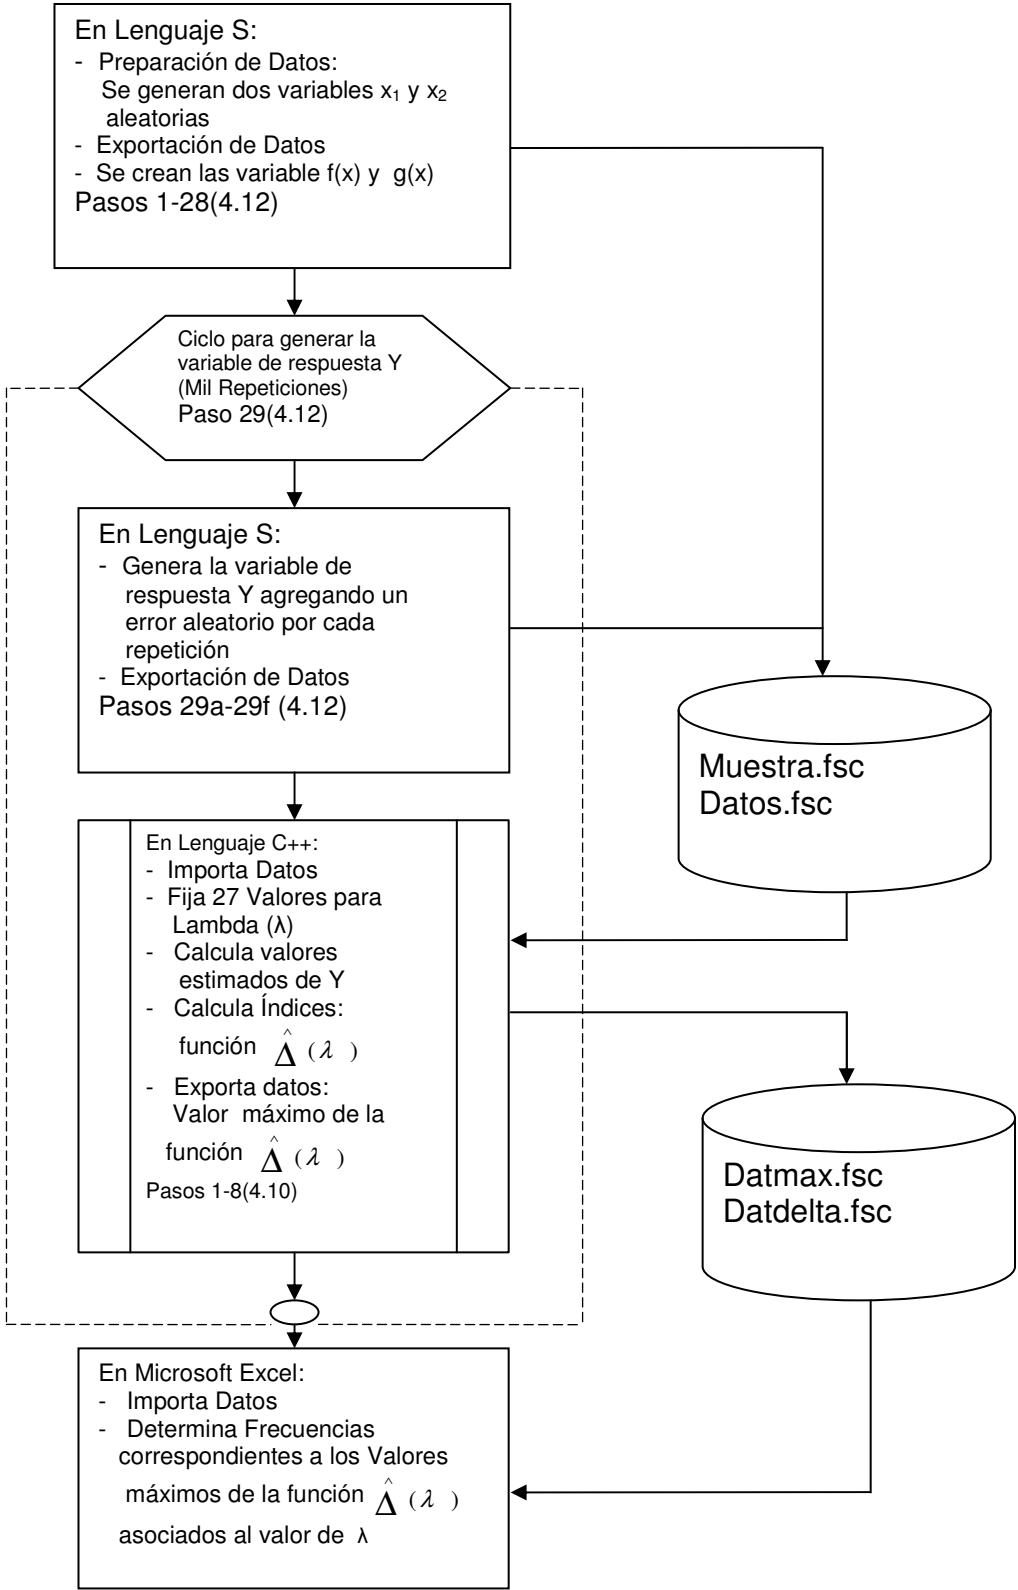 En Lenguaje S:
- Preparación de Datos:
Se generan dos variables x₁ y x₂
aleatorias
- Exportación de Datos
- Se crean las variable f(x) y g(x)
Pasos 1-28(4.12)
Ciclo para generar la
variable de respuesta Y
(Mil Repeticiones)
Paso 29(4.12)
En Lenguaje S:
- Genera la variable de
respuesta Y agregando un
error aleatorio por cada
repetición
- Exportación de Datos
Pasos 29a-29f (4.12)
Muestra.fsc
Datos.fsc
En Lenguaje C++:
- Importa Datos
- Fija 27 Valores para
Lambda (λ)
- Calcula valores
estimados de Y
- Calcula Índices:
función Δ̂ (λ )
- Exporta datos:
Valor máximo de la
función Δ̂ (λ )
Pasos 1-8(4.10)
Datmax.fsc
Datdelta.fsc
En Microsoft Excel:
- Importa Datos
- Determina Frecuencias
correspondientes a los Valores
máximos de la función Δ̂ (λ )
asociados al valor de λ